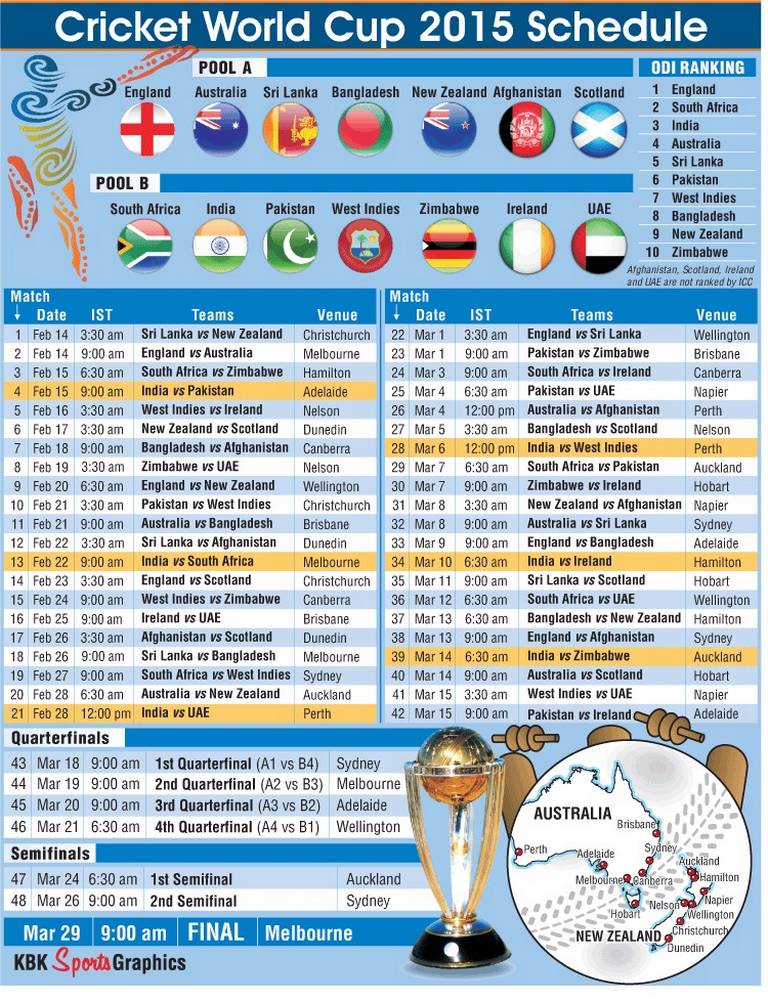 Cricket World Cup 2015 Schedule
POOL A
England Australia Sri Lanka Bangladesh New Zealand Afghanistan Scotland
POOL B
South Africa India Pakistan West Indies Zimbabwe Ireland UAE
ODI RANKING
1 England
2 South Africa
3 India
4 Australia
5 Sri Lanka
6 Pakistan
7 West Indies
8 Bangladesh
9 New Zealand
10 Zimbabwe
Afghanistan, Scotland, Ireland
and UAE are not ranked by ICC
Match
↓ Date IST Teams Venue
1 Feb 14 3:30 am Sri Lanka vs New Zealand Christchurch
2 Feb 14 9:00 am England vs Australia Melbourne
3 Feb 15 6:30 am South Africa vs Zimbabwe Hamilton
4 Feb 15 9:00 am India vs Pakistan Adelaide
5 Feb 16 3:30 am West Indies vs Ireland Nelson
6 Feb 17 3:30 am New Zealand vs Scotland Dunedin
7 Feb 18 9:00 am Bangladesh vs Afghanistan Canberra
8 Feb 19 3:30 am Zimbabwe vs UAE Nelson
9 Feb 20 6:30 am England vs New Zealand Wellington
10 Feb 21 3:30 am Pakistan vs West Indies Christchurch
11 Feb 21 9:00 am Australia vs Bangladesh Brisbane
12 Feb 22 3:30 am Sri Lanka vs Afghanistan Dunedin
13 Feb 22 9:00 am India vs South Africa Melbourne
14 Feb 23 3:30 am England vs Scotland Christchurch
15 Feb 24 9:00 am West Indies vs Zimbabwe Canberra
16 Feb 25 9:00 am Ireland vs UAE Brisbane
17 Feb 26 3:30 am Afghanistan vs Scotland Dunedin
18 Feb 26 9:00 am Sri Lanka vs Bangladesh Melbourne
19 Feb 27 9:00 am South Africa vs West Indies Sydney
20 Feb 28 6:30 am Australia vs New Zealand Auckland
21 Feb 28 12:00 pm India vs UAE Perth
Match
↓ Date IST Teams Venue
22 Mar 1 3:30 am England vs Sri Lanka Wellington
23 Mar 1 9:00 am Pakistan vs Zimbabwe Brisbane
24 Mar 3 9:00 am South Africa vs Ireland Canberra
25 Mar 4 6:30 am Pakistan vs UAE Napier
26 Mar 4 12:00 pm Australia vs Afghanistan Perth
27 Mar 5 3:30 am Bangladesh vs Scotland Nelson
28 Mar 6 12:00 pm India vs West Indies Perth
29 Mar 7 6:30 am South Africa vs Pakistan Auckland
30 Mar 7 9:00 am Zimbabwe vs Ireland Hobart
31 Mar 8 3:30 am New Zealand vs Afghanistan Napier
32 Mar 8 9:00 am Australia vs Sri Lanka Sydney
33 Mar 9 9:00 am England vs Bangladesh Adelaide
34 Mar 10 6:30 am India vs Ireland Hamilton
35 Mar 11 9:00 am Sri Lanka vs Scotland Hobart
36 Mar 12 6:30 am South Africa vs UAE Wellington
37 Mar 13 6:30 am Bangladesh vs New Zealand Hamilton
38 Mar 13 9:00 am England vs Afghanistan Sydney
39 Mar 14 6:30 am India vs Zimbabwe Auckland
40 Mar 14 9:00 am Australia vs Scotland Hobart
41 Mar 15 3:30 am West Indies vs UAE Napier
42 Mar 15 9:00 am Pakistan vs Ireland Adelaide
Quarterfinals
43 Mar 18 9:00 am 1st Quarterfinal (A1 vs B4) Sydney
44 Mar 19 9:00 am 2nd Quarterfinal (A2 vs B3) Melbourne
45 Mar 20 9:00 am 3rd Quarterfinal (A3 vs B2) Adelaide
46 Mar 21 6:30 am 4th Quarterfinal (A4 vs B1) Wellington
Semifinals
47 Mar 24 6:30 am 1st Semifinal Auckland
48 Mar 26 9:00 am 2nd Semifinal Sydney
Mar 29 9:00 am FINAL Melbourne
KBK Sports Graphics
AUSTRALIA
Brisbane
Perth
Adelaide
Sydney
Melbourne
Canberra
Hobart
Auckland
Hamilton
Napier
Nelson
Wellington
Christchurch
NEW ZEALAND
Dunedin